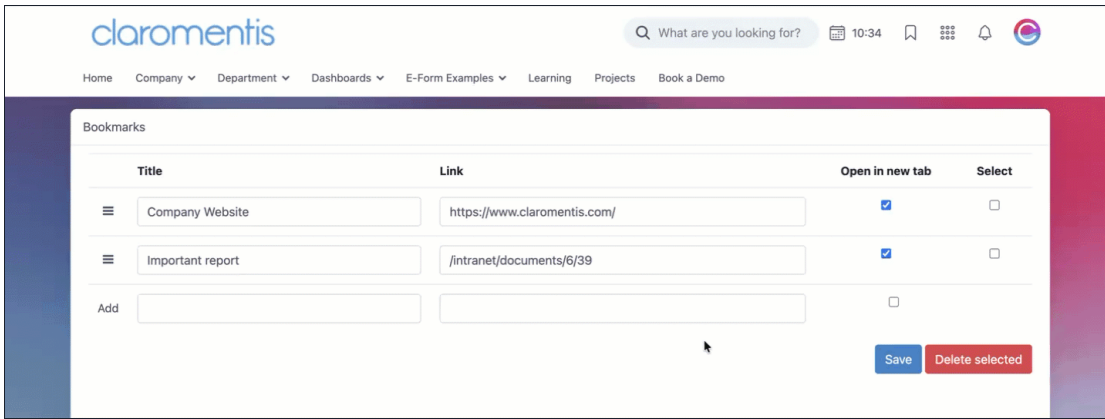 claromentis
What are you looking for? 10:34
Home Company Department Dashboards E-Form Examples Learning Projects Book a Demo
Bookmarks
Title Link Open in new tab Select
Company Website https://www.claromentis.com/
Important report /intranet/documents/6/39
Add
Save Delete selected